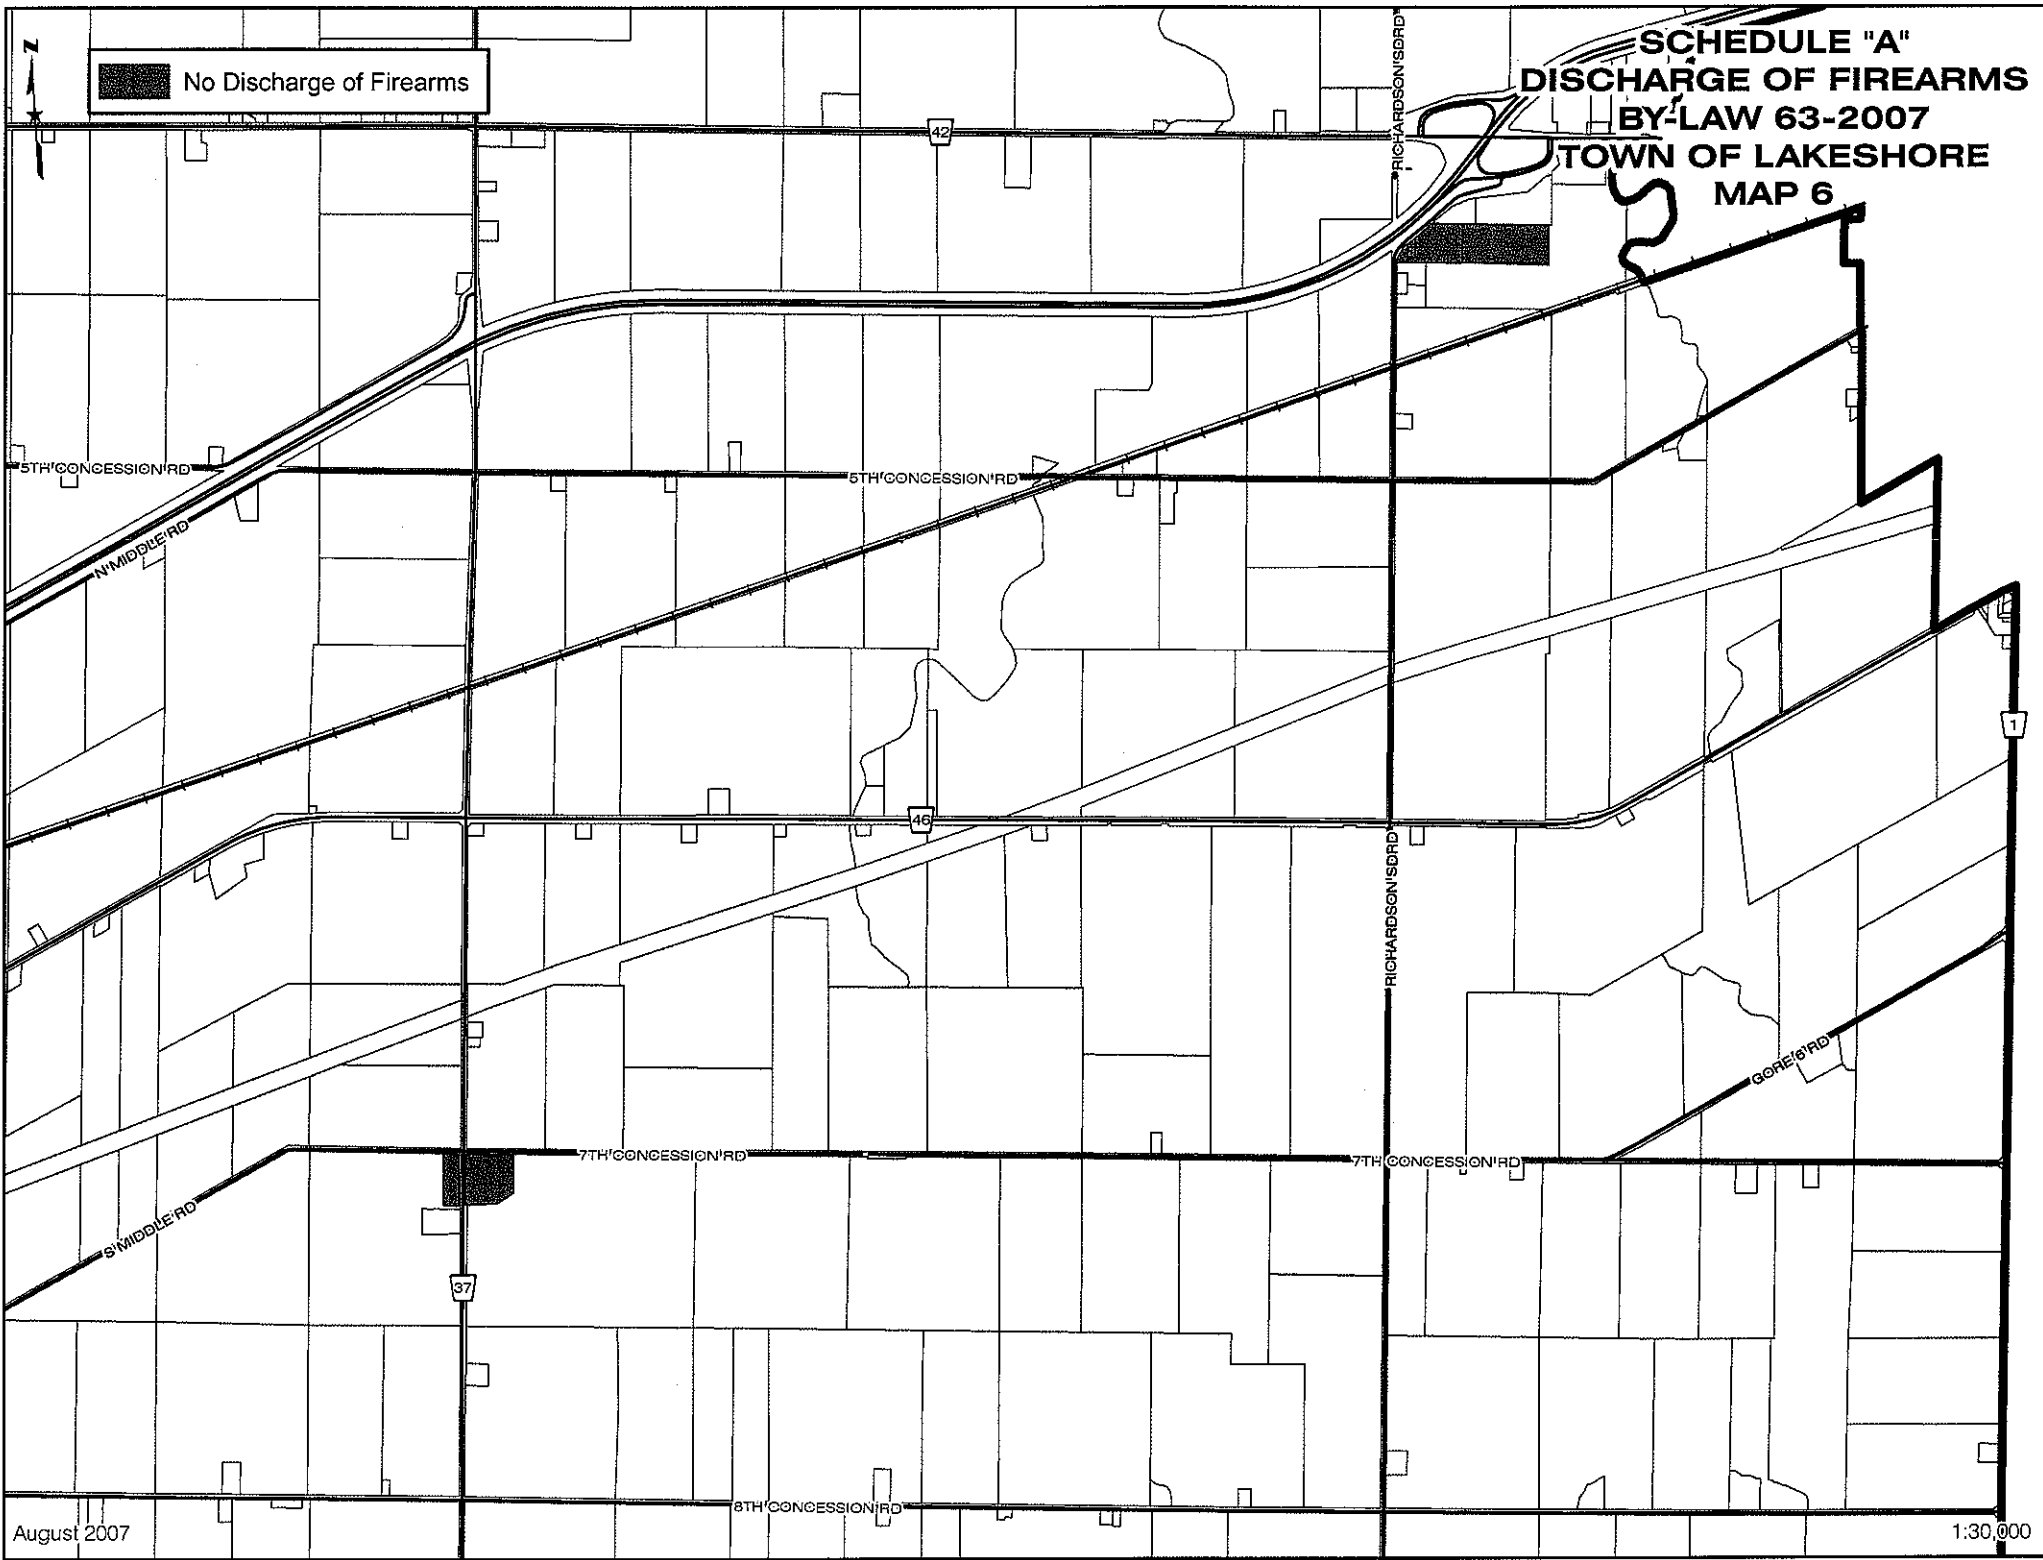 SCHEDULE "A"
DISCHARGE OF FIREARMS
BY-LAW 63-2007
TOWN OF LAKESHORE
MAP 6
N
No Discharge of Firearms
RICHARDSON'SDRD
42
5TH'CONCESSION'RD
5TH'CONCESSION'RD
N'MIDDLE'RD
1
46
RICHARDSON'SDRD
GORE'6'RD
7TH'CONCESSION'RD
7TH'CONCESSION'RD
S'MIDDLE'RD
37
8TH'CONCESSION'RD
August 2007
1:30,000